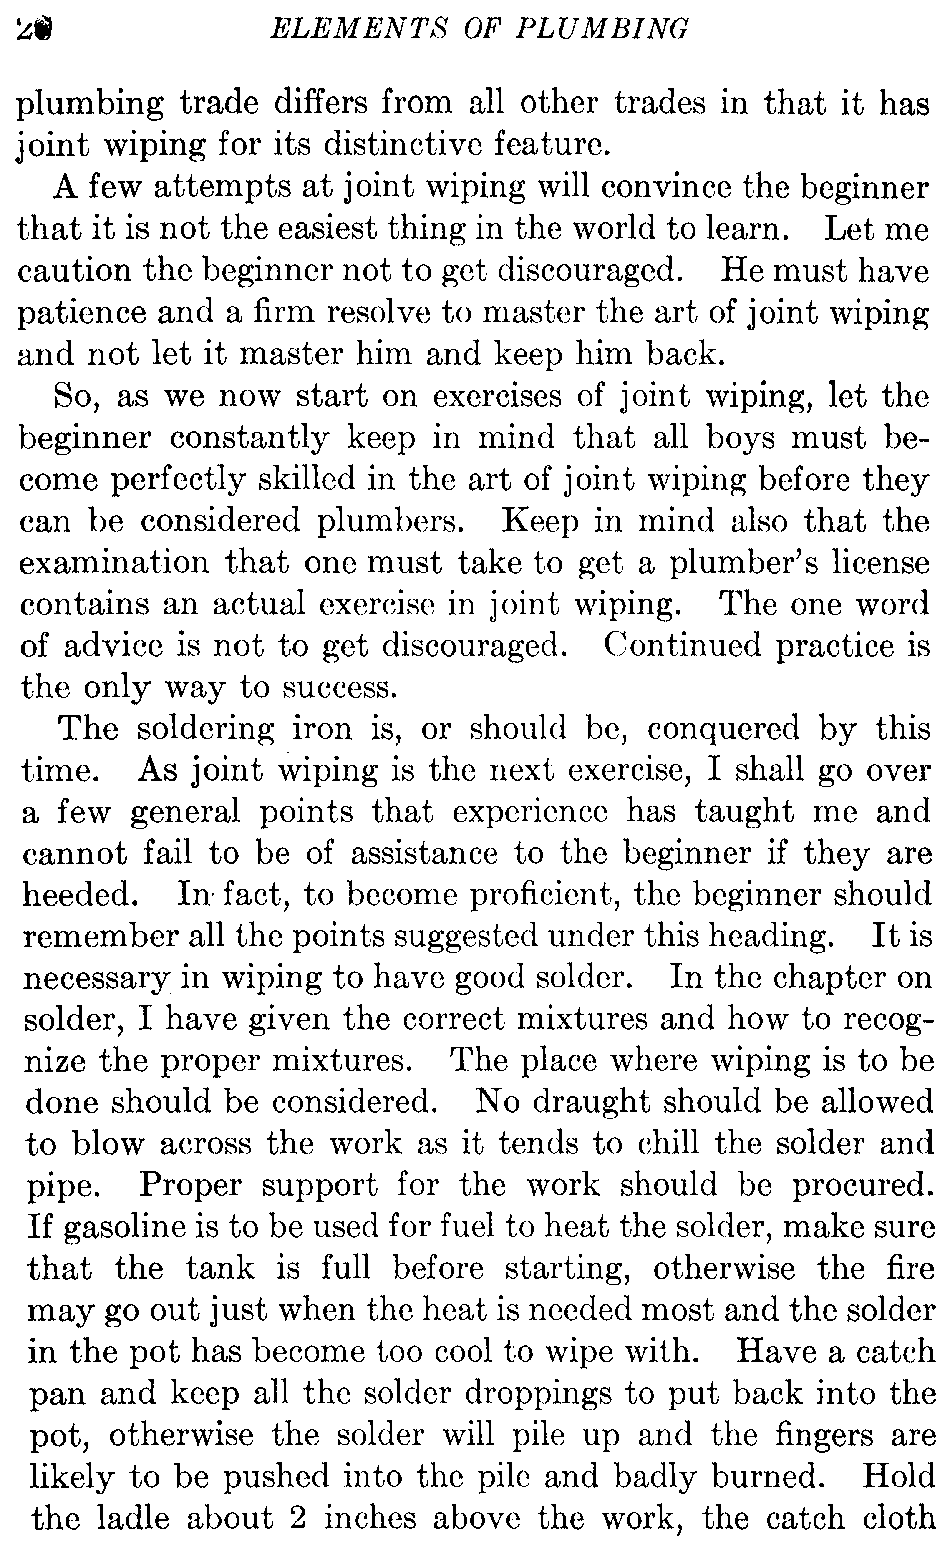 ELEMENTS OF PLUMBING
plumbing trade differs from all other trades in that it has
joint wiping for its distinctive feature.
A few attempts at joint wiping will convince the beginner
that it is not the easiest thing in the world to learn. Let me
caution the beginner not to get discouraged. He must have
patience and a firm resolve to master the art of joint wiping
and not let it master him and keep him back.
So, as we now start on exercises of joint wiping, let the
beginner constantly keep in mind that all boys must be-
come perfectly skilled in the art of joint wiping before they
can be considered plumbers. Keep in mind also that the
examination that one must take to get a plumber's license
contains an actual exercise in joint wiping. The one word
of advice is not to get discouraged. Continued practice is
the only way to success.
The soldering iron is, or should be, conquered by this
time. As joint wiping is the next exercise, I shall go over
a few general points that experience has taught me and
cannot fail to be of assistance to the beginner if they are
heeded. In fact, to become proficient, the beginner should
remember all the points suggested under this heading. It is
necessary in wiping to have good solder. In the chapter on
solder, I have given the correct mixtures and how to recog-
nize the proper mixtures. The place where wiping is to be
done should be considered. No draught should be allowed
to blow across the work as it tends to chill the solder and
pipe. Proper support for the work should be procured.
If gasoline is to be used for fuel to heat the solder, make sure
that the tank is full before starting, otherwise the fire
may go out just when the heat is needed most and the solder
in the pot has become too cool to wipe with. Have a catch
pan and keep all the solder droppings to put back into the
pot, otherwise the solder will pile up and the fingers are
likely to be pushed into the pile and badly burned. Hold
the ladle about 2 inches above the work, the catch cloth